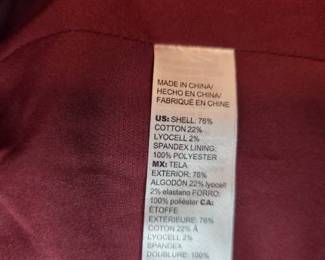 MADE IN CHINA/
HECHO EN CHINA/
FABRIQUÉ EN CHINE
US: SHELL: 76%
COTTON 22%
LYOCELL 2%
SPANDEX LINING:
100% POLYESTER
MX: TELA
EXTERIOR: 76%
ALGODÓN 22% lyocell
2% elastano FORRO:
100% poliéster CA:
ÉTOFFE
EXTÉRIEURE: 76%
COTON 22% Â
LYOCELL 2%
SPANDEX
DOUBLURE: 100%